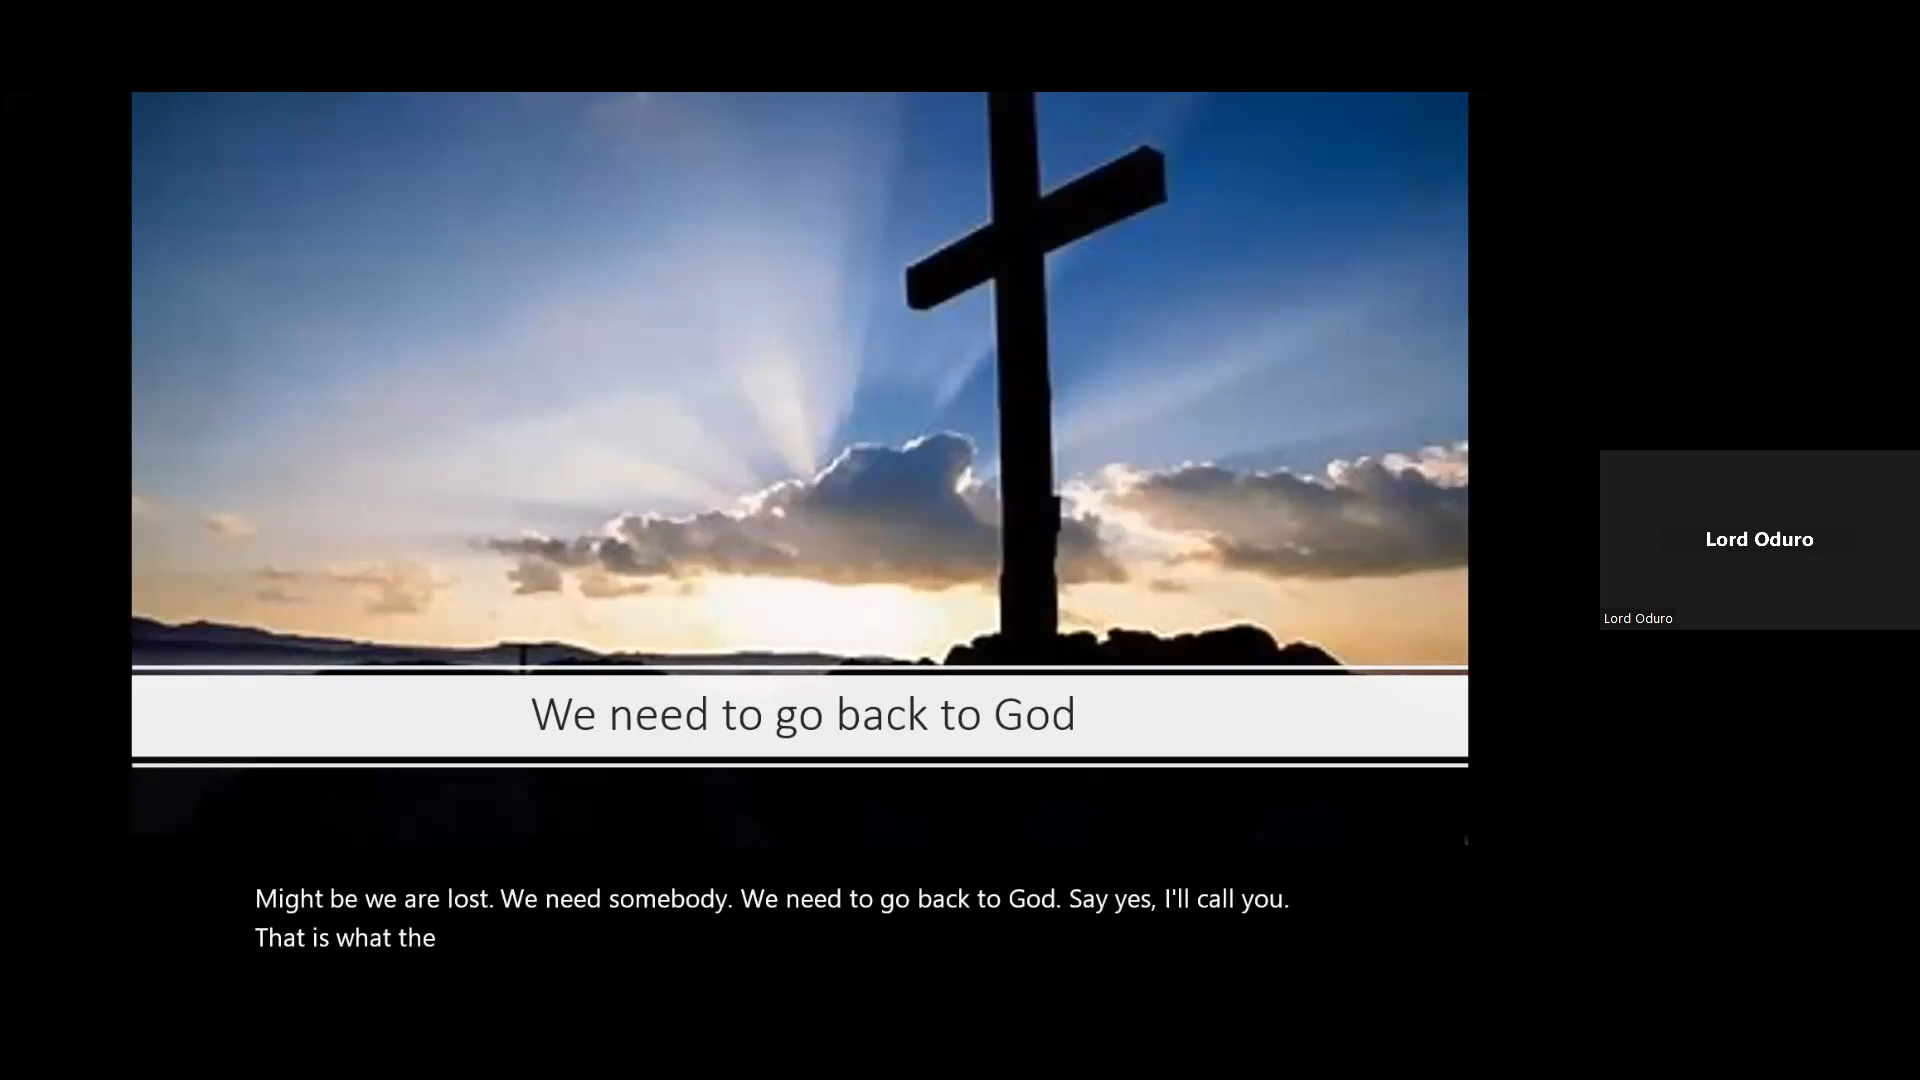 We need to go back to God
Lord Oduro
Lord Oduro
Might be we are lost. We need somebody. We need to go back to God. Say yes, I'll call you.
That is what the